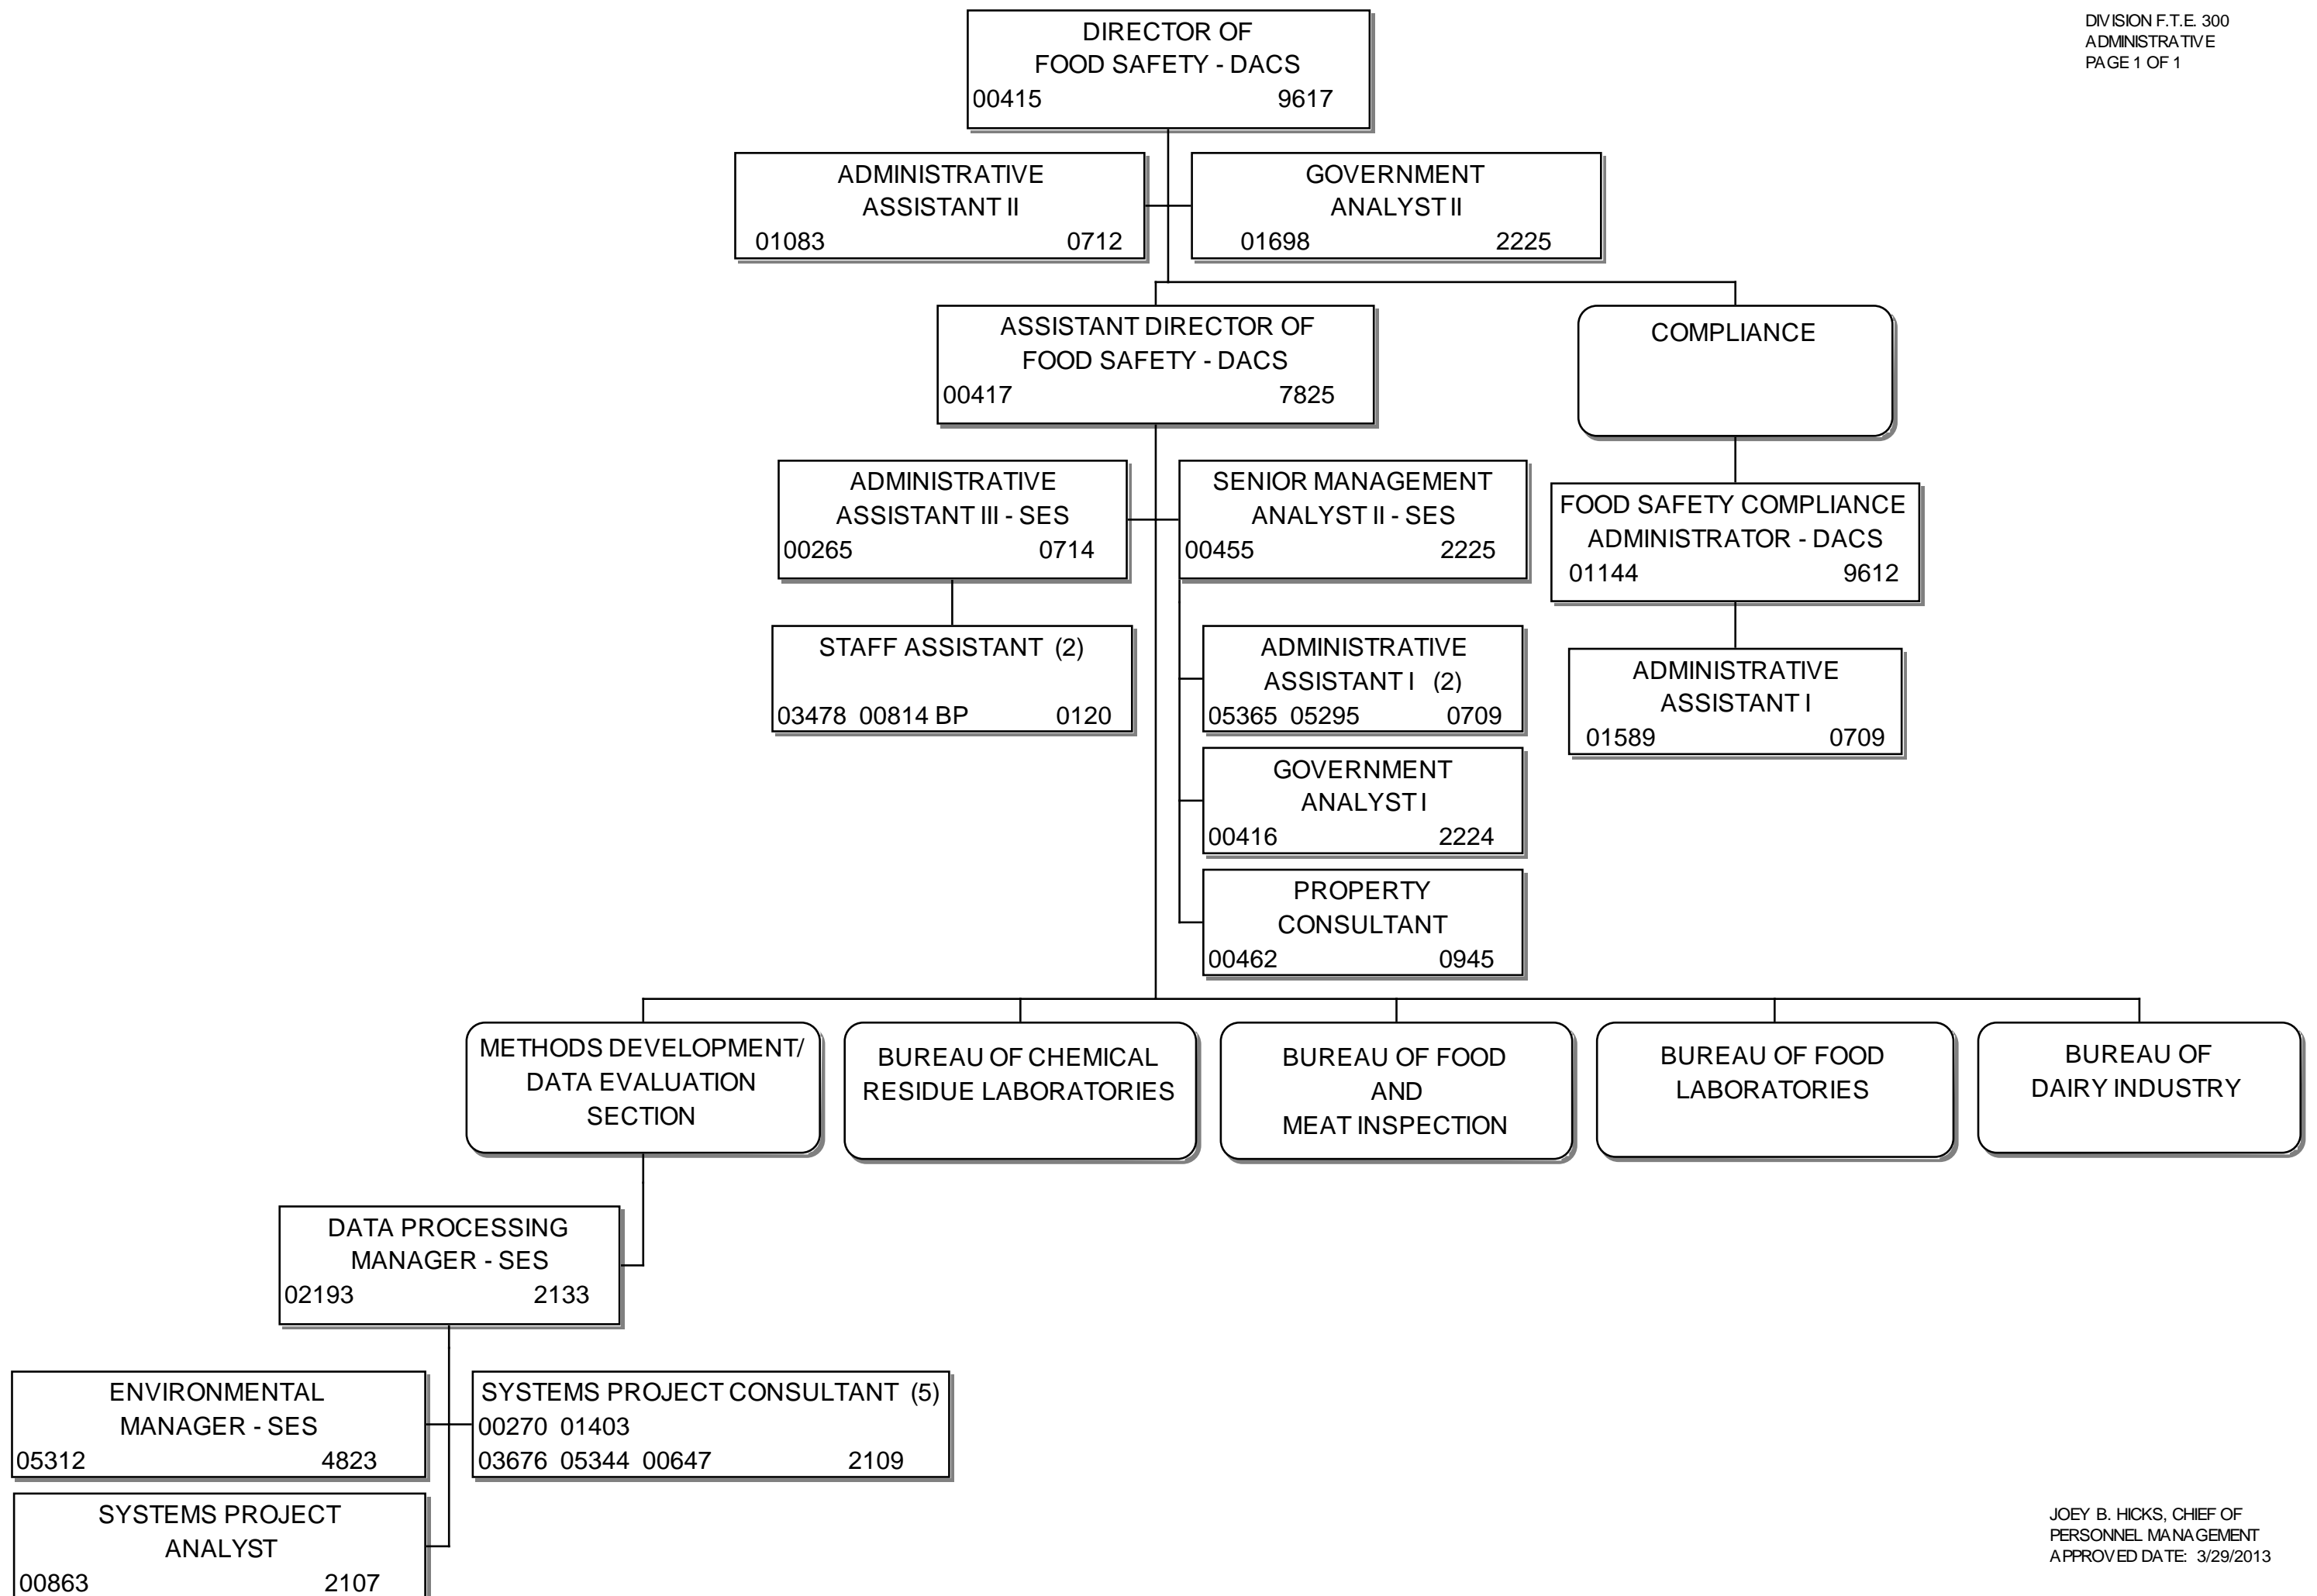 DIVISION F.T.E. 300
ADMINISTRATIVE
PAGE 1 OF 1
DIRECTOR OF
FOOD SAFETY - DACS
00415 9617
ADMINISTRATIVE
ASSISTANT II
01083 0712
GOVERNMENT
ANALYST II
01698 2225
ASSISTANT DIRECTOR OF
FOOD SAFETY - DACS
00417 7825
COMPLIANCE
ADMINISTRATIVE
ASSISTANT III - SES
00265 0714
SENIOR MANAGEMENT
ANALYST II - SES
00455 2225
FOOD SAFETY COMPLIANCE
ADMINISTRATOR - DACS
01144 9612
STAFF ASSISTANT (2)
03478 00814 BP 0120
ADMINISTRATIVE
ASSISTANT I (2)
05365 05295 0709
ADMINISTRATIVE
ASSISTANT I
01589 0709
GOVERNMENT
ANALYST I
00416 2224
PROPERTY
CONSULTANT
00462 0945
METHODS DEVELOPMENT/
DATA EVALUATION
SECTION
BUREAU OF CHEMICAL
RESIDUE LABORATORIES
BUREAU OF FOOD
AND
MEAT INSPECTION
BUREAU OF FOOD
LABORATORIES
BUREAU OF
DAIRY INDUSTRY
DATA PROCESSING
MANAGER - SES
02193 2133
ENVIRONMENTAL
MANAGER - SES
05312 4823
SYSTEMS PROJECT CONSULTANT (5)
00270 01403
03676 05344 00647 2109
SYSTEMS PROJECT
ANALYST
00863 2107
JOEY B. HICKS, CHIEF OF
PERSONNEL MANAGEMENT
APPROVED DATE: 3/29/2013